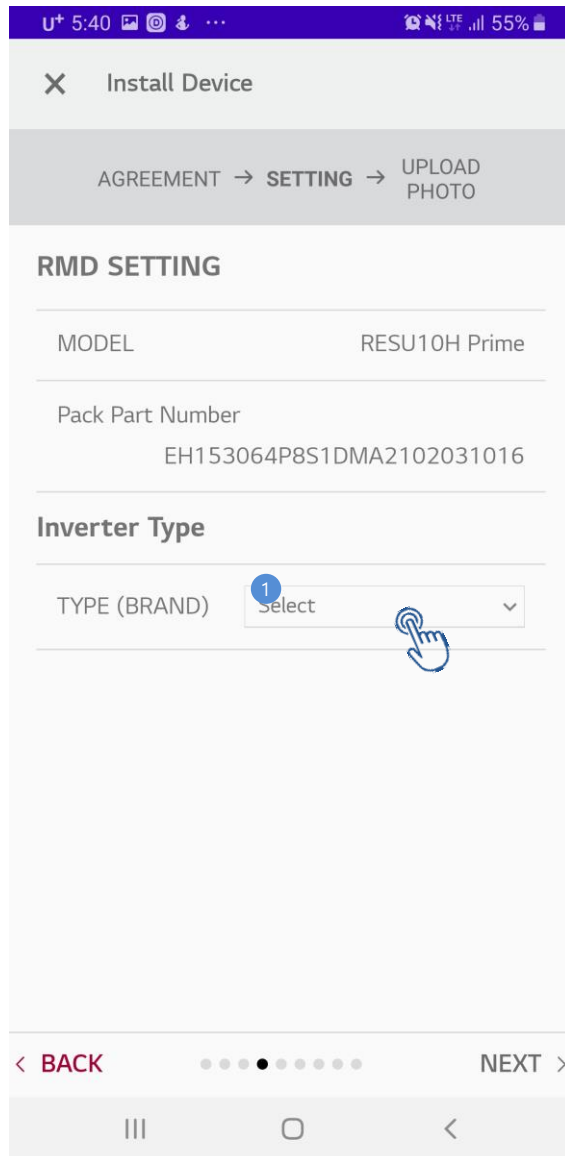 U⁺ 5:40 LTE 55%
Install Device
AGREEMENT → SETTING → UPLOAD PHOTO
RMD SETTING
MODEL RESU10H Prime
Pack Part Number
EH153064P8S1DMA2102031016
Inverter Type
TYPE (BRAND) 1 Select
< BACK NEXT >